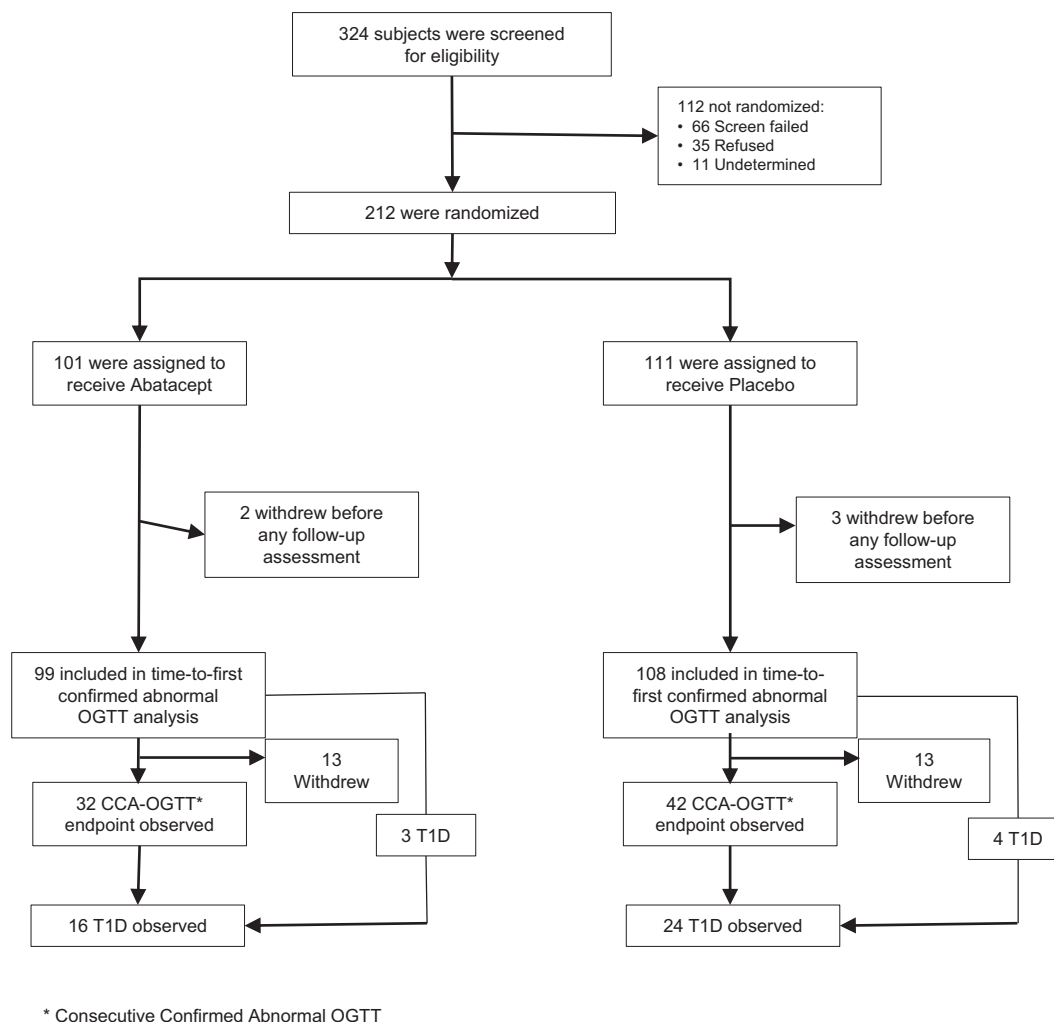 324 subjects were screened
for eligibility
112 not randomized:
• 66 Screen failed
• 35 Refused
• 11 Undetermined
212 were randomized
101 were assigned to
receive Abatacept
111 were assigned to
receive Placebo
2 withdrew before
any follow-up
assessment
3 withdrew before
any follow-up
assessment
99 included in time-to-first
confirmed abnormal
OGTT analysis
108 included in time-to-
first confirmed abnormal
OGTT analysis
13
Withdrew
13
Withdrew
32 CCA-OGTT*
endpoint observed
42 CCA-OGTT*
endpoint observed
3 T1D
4 T1D
16 T1D observed
24 T1D observed
* Consecutive Confirmed Abnormal OGTT